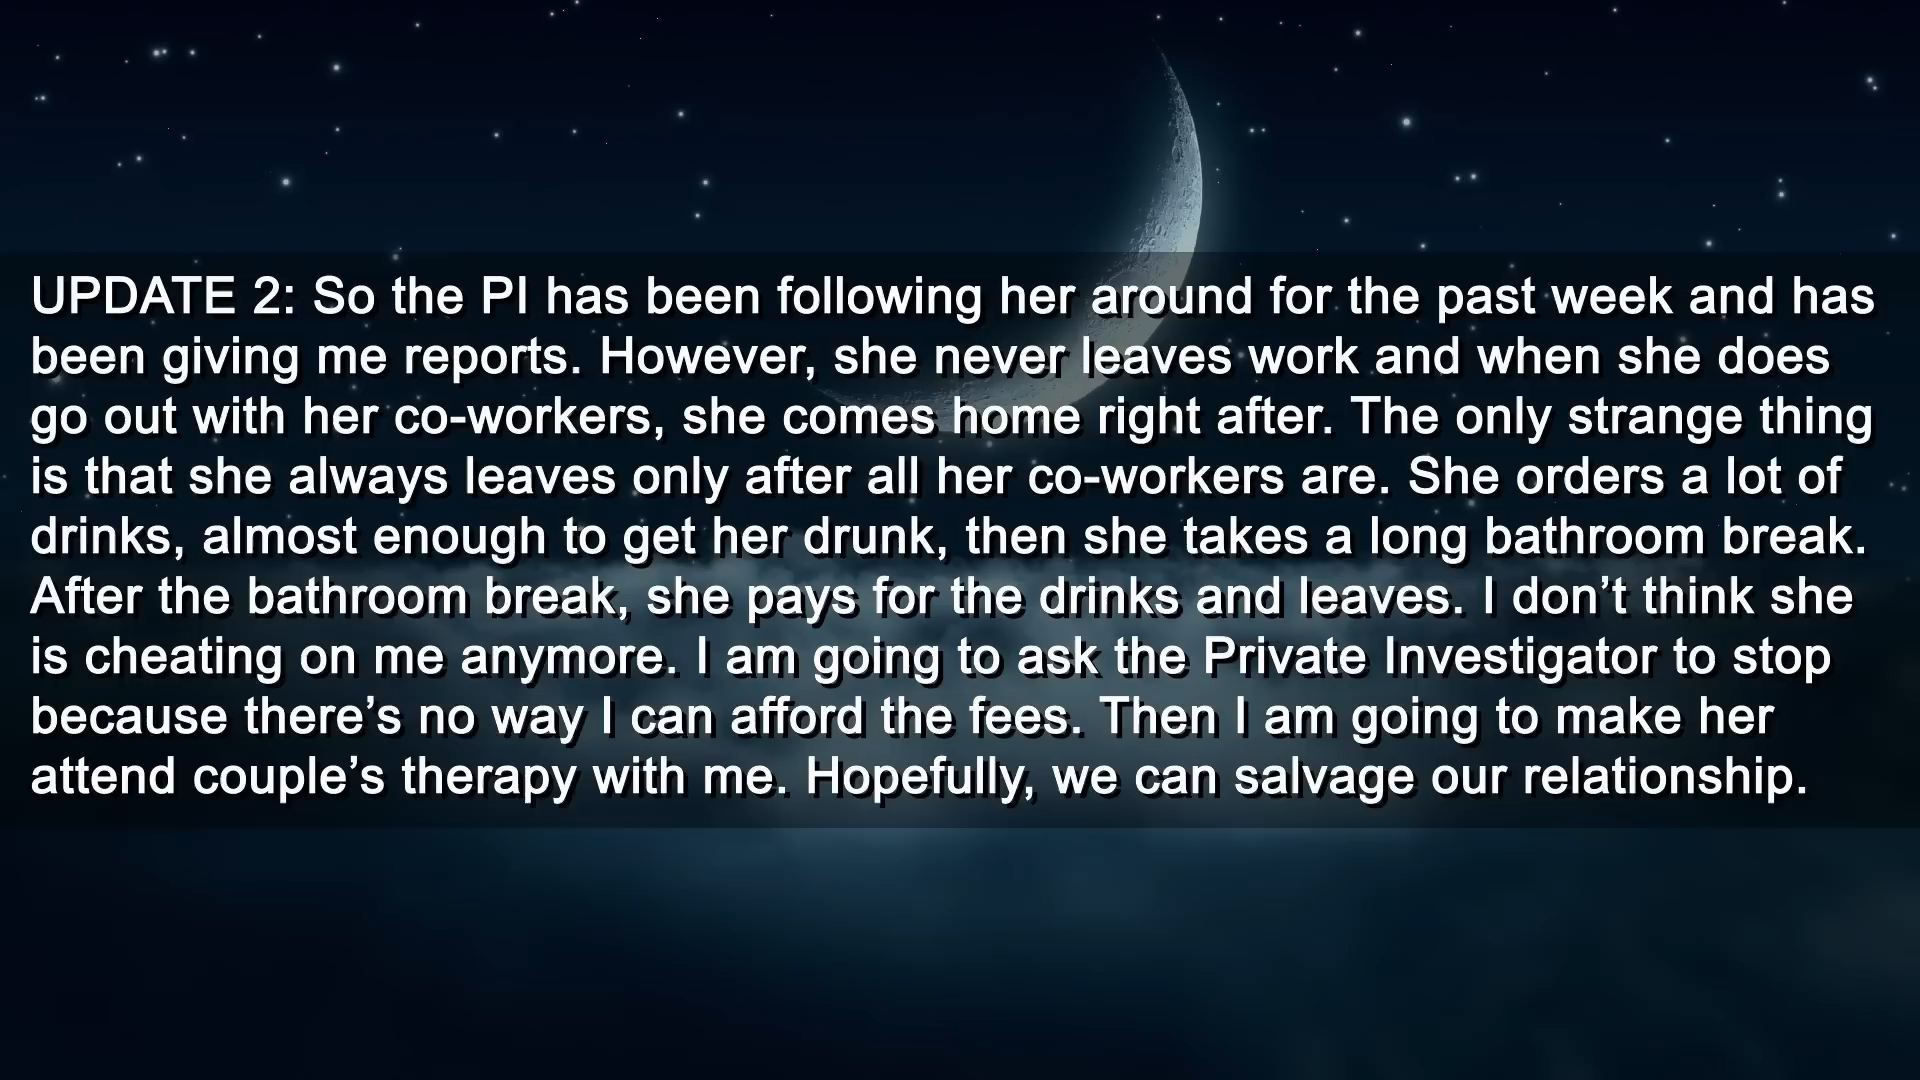 UPDATE 2: So the PI has been following her around for the past week and has
been giving me reports. However, she never leaves work and when she does
go out with her co-workers, she comes home right after. The only strange thing
is that she always leaves only after all her co-workers are. She orders a lot of
drinks, almost enough to get her drunk, then she takes a long bathroom break.
After the bathroom break, she pays for the drinks and leaves. I don’t think she
is cheating on me anymore. I am going to ask the Private Investigator to stop
because there’s no way I can afford the fees. Then I am going to make her
attend couple’s therapy with me. Hopefully, we can salvage our relationship.